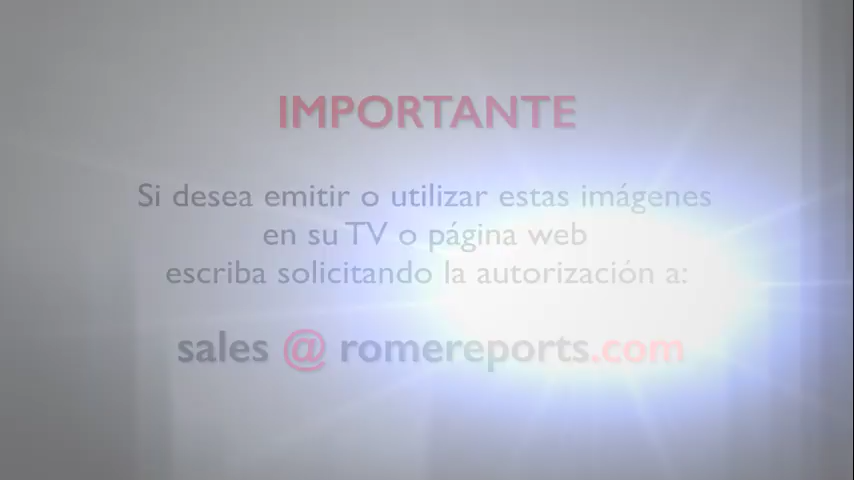 IMPORTANTE
Si desea emitir o utilizar estas imágenes
en su TV o página web
escriba solicitando la autorización a:
sales @ romereports.com